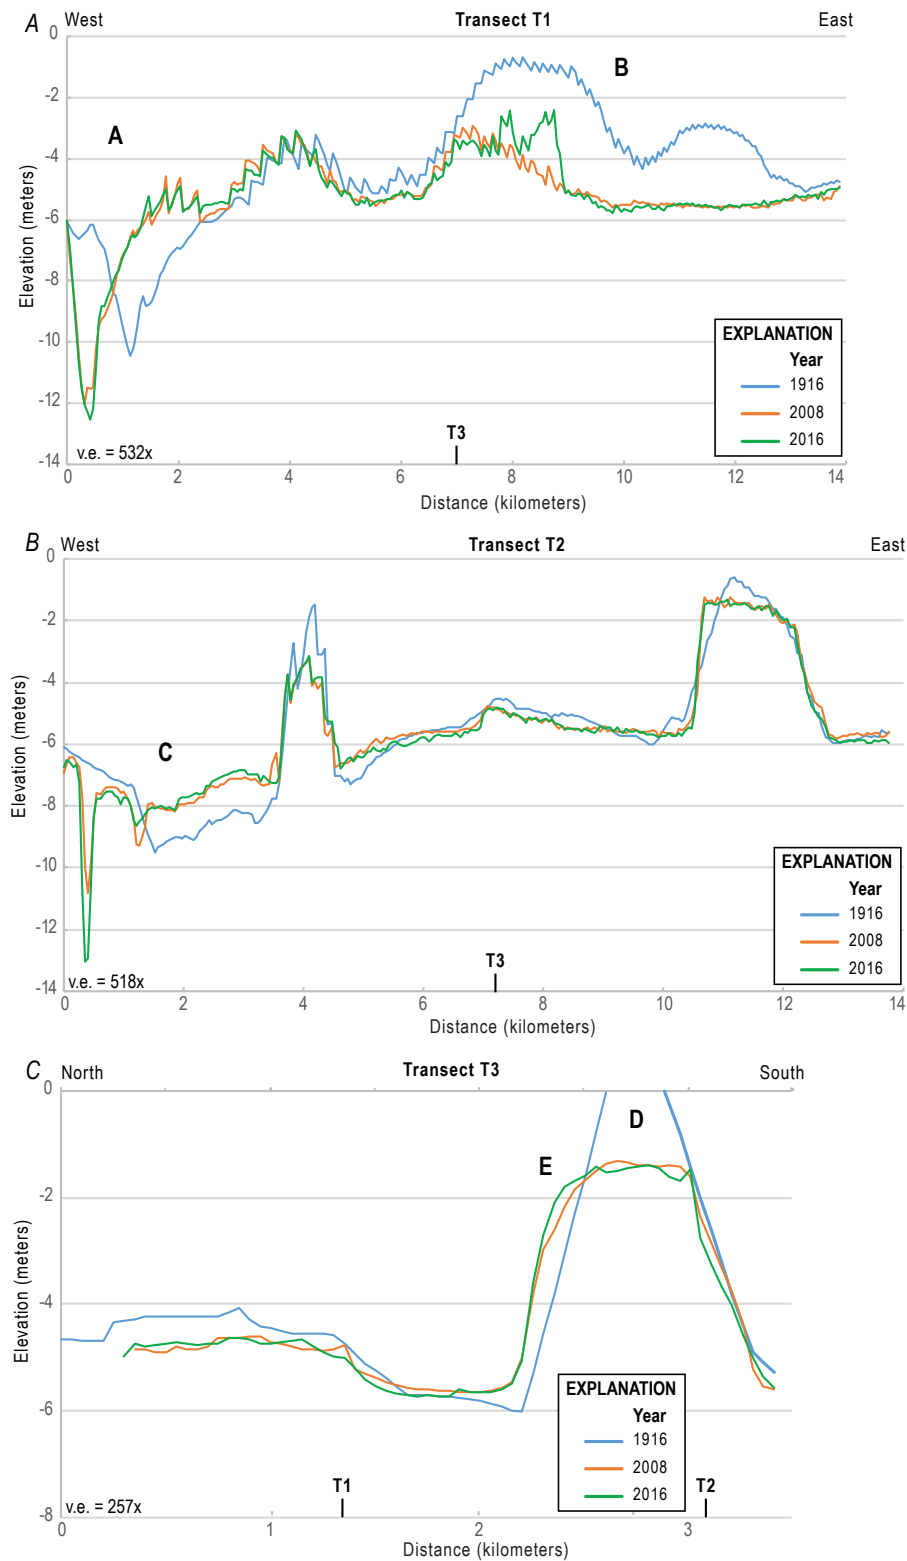 A West Transect T1 East
0
-2
-4
-6
-8
-10
-12
-14
Elevation (meters)
A
B
EXPLANATION
Year
1916
2008
2016
T3
v.e. = 532x
0 2 4 6 8 10 12 14
Distance (kilometers)
B West Transect T2 East
0
-2
-4
-6
-8
-10
-12
-14
Elevation (meters)
C
EXPLANATION
Year
1916
2008
2016
T3
v.e. = 518x
0 2 4 6 8 10 12 14
Distance (kilometers)
C North Transect T3 South
0
-2
-4
-6
-8
Elevation (meters)
D
E
EXPLANATION
Year
1916
2008
2016
T1 T2
v.e. = 257x
0 1 2 3
Distance (kilometers)